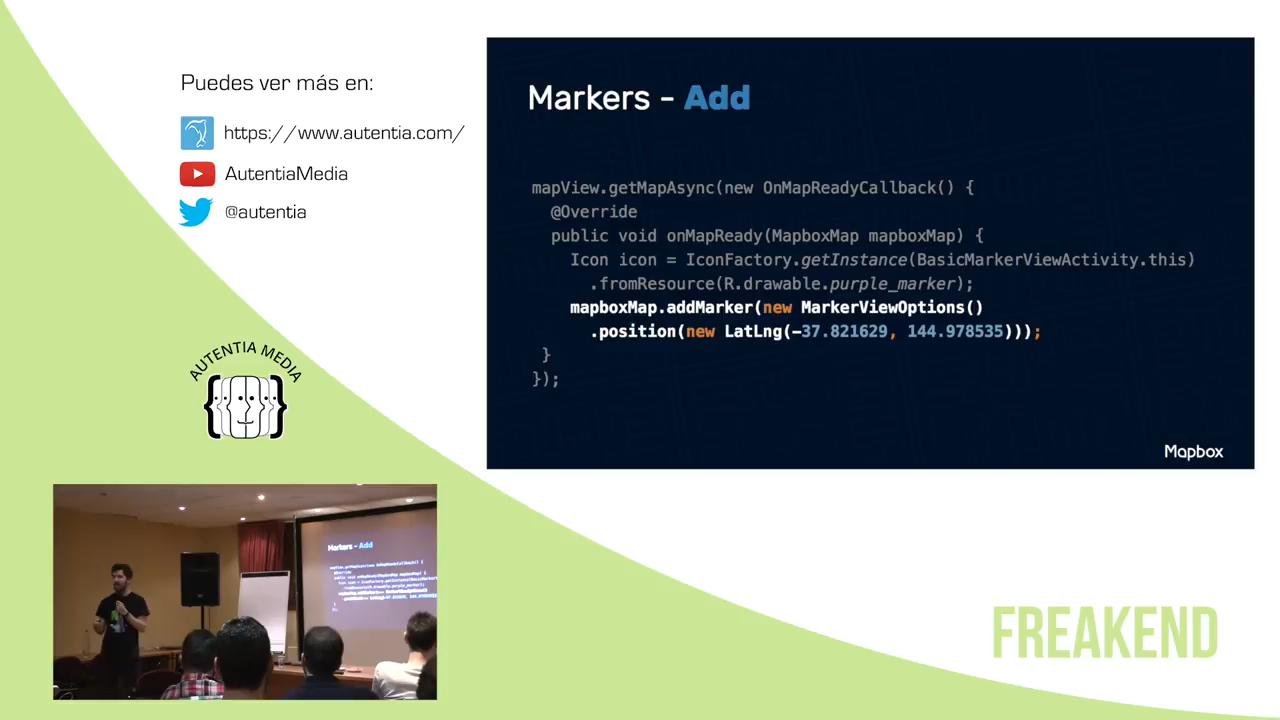 Puedes ver más en:
https://www.autentia.com/
AutentiaMedia
@autentia
AUTENTIA MEDIA
Markers - Add
mapView.getMapAsync(new OnMapReadyCallback() {
@Override
public void onMapReady(MapboxMap mapboxMap) {
Icon icon = IconFactory.getInstance(BasicMarkerViewActivity.this)
.fromResource(R.drawable.purple_marker);
mapboxMap.addMarker(new MarkerViewOptions()
.position(new LatLng(-37.821629, 144.978535)));
}
});
Mapbox
Markers - Add
FREAKEND